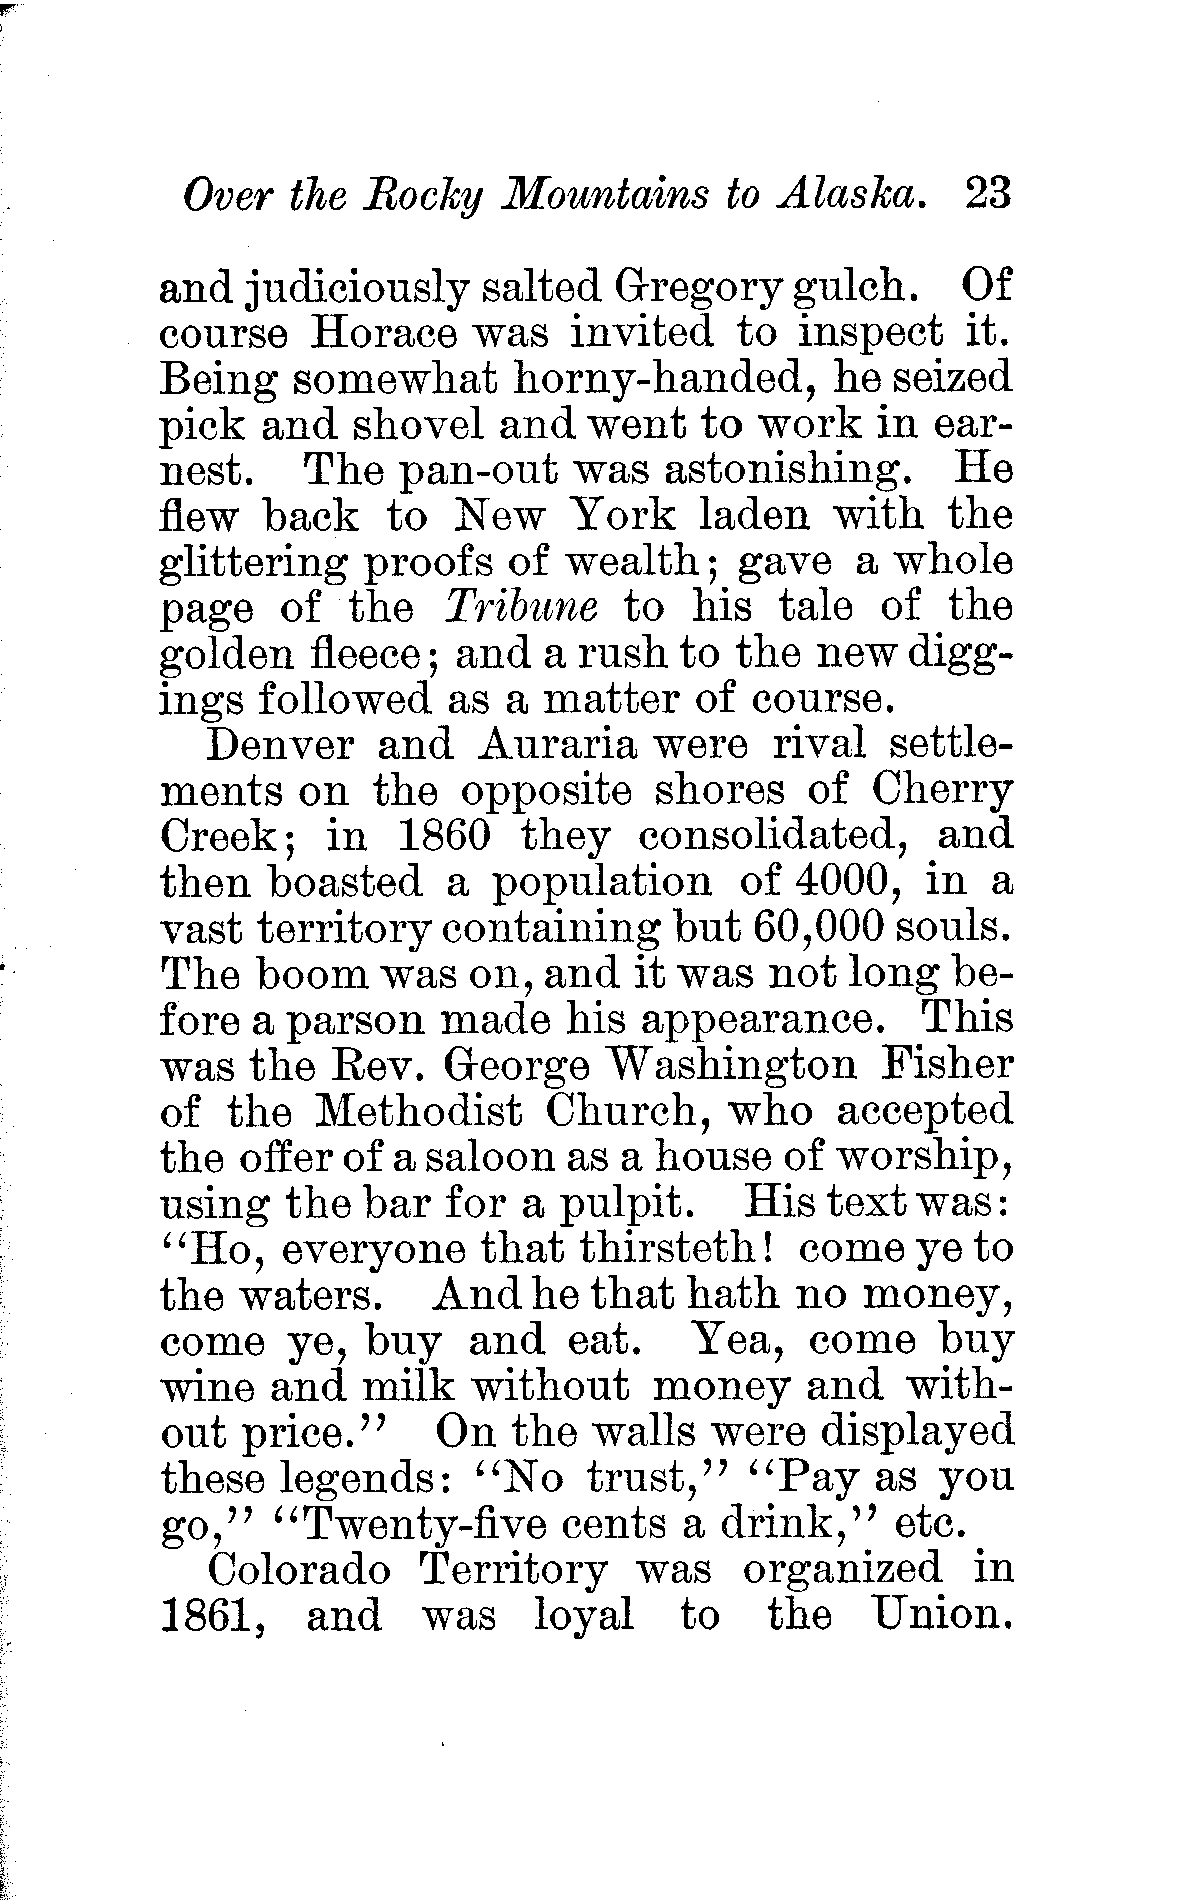 Over the Rocky Mountains to Alaska. 23
and judiciously salted Gregory gulch. Of
course Horace was invited to inspect it.
Being somewhat horny-handed, he seized
pick and shovel and went to work in ear-
nest. The pan-out was astonishing. He
flew back to New York laden with the
glittering proofs of wealth; gave a whole
page of the Tribune to his tale of the
golden fleece; and a rush to the new digg-
ings followed as a matter of course.
Denver and Auraria were rival settle-
ments on the opposite shores of Cherry
Creek; in 1860 they consolidated, and
then boasted a population of 4000, in a
vast territory containing but 60,000 souls.
The boom was on, and it was not long be-
fore a parson made his appearance. This
was the Rev. George Washington Fisher
of the Methodist Church, who accepted
the offer of a saloon as a house of worship,
using the bar for a pulpit. His text was:
"Ho, everyone that thirsteth! come ye to
the waters. And he that hath no money,
come ye, buy and eat. Yea, come buy
wine and milk without money and with-
out price." On the walls were displayed
these legends: "No trust," "Pay as you
go," "Twenty-five cents a drink," etc.
Colorado Territory was organized in
1861, and was loyal to the Union.